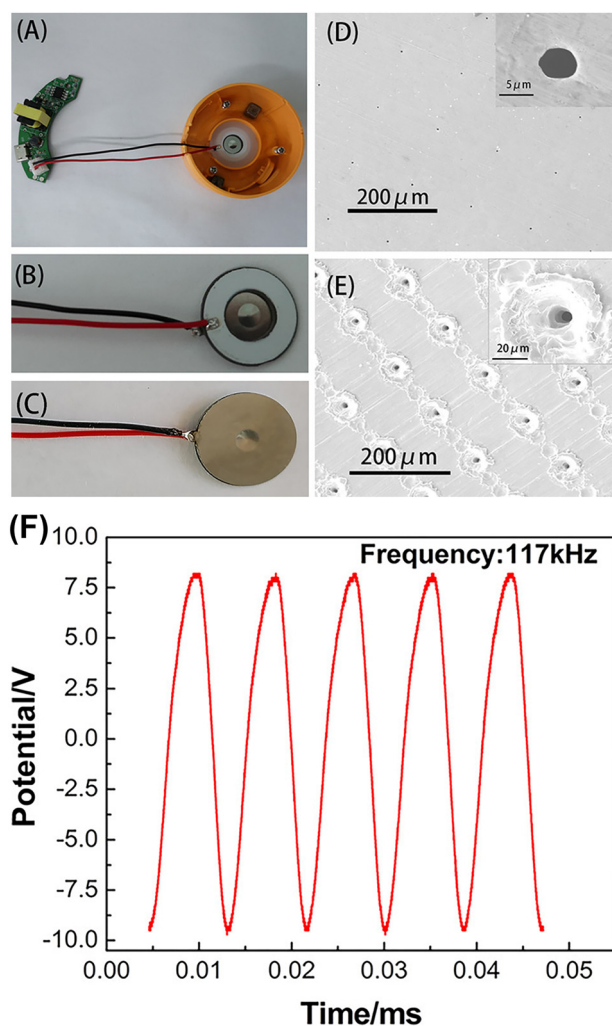 (A)
(B)
(C)
(D)
5μm
200μm
(E)
20μm
200μm
(F)
Frequency:117kHz
Potential/V
10.0
7.5
5.0
2.5
0.0
-2.5
-5.0
-7.5
-10.0
0.00 0.01 0.02 0.03 0.04 0.05
Time/ms